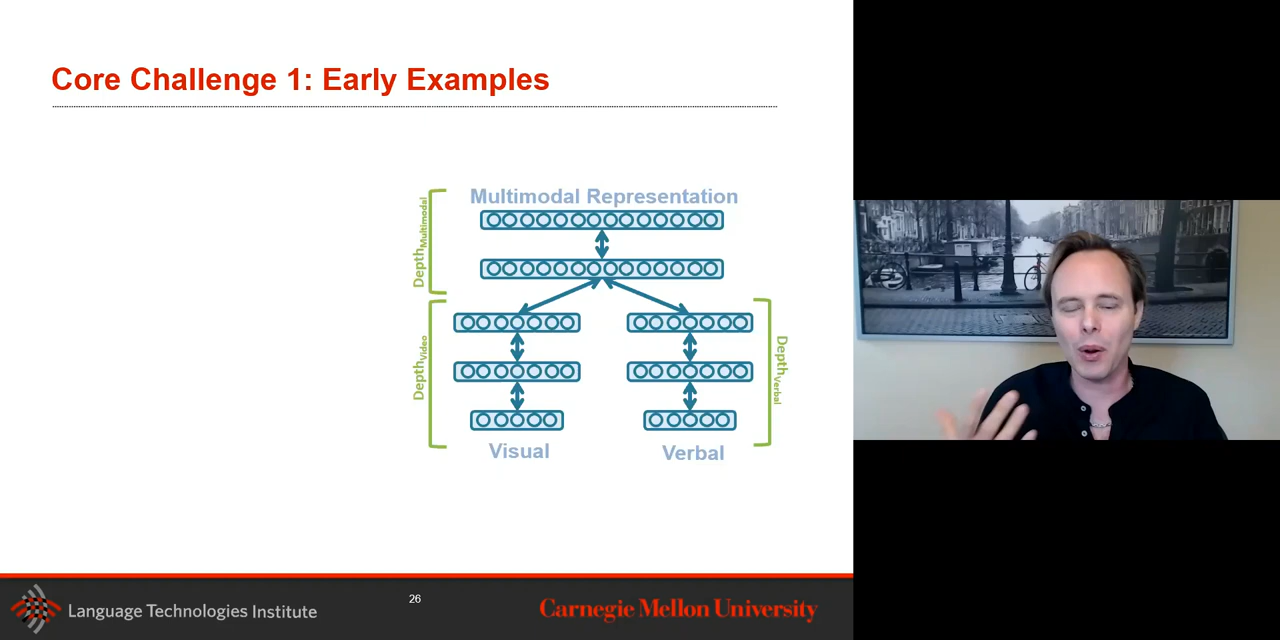 Core Challenge 1: Early Examples
Multimodal Representation
Depth Multimodal
Depth Video
Depth Verbal
Visual
Verbal
Language Technologies Institute
26
Carnegie Mellon University